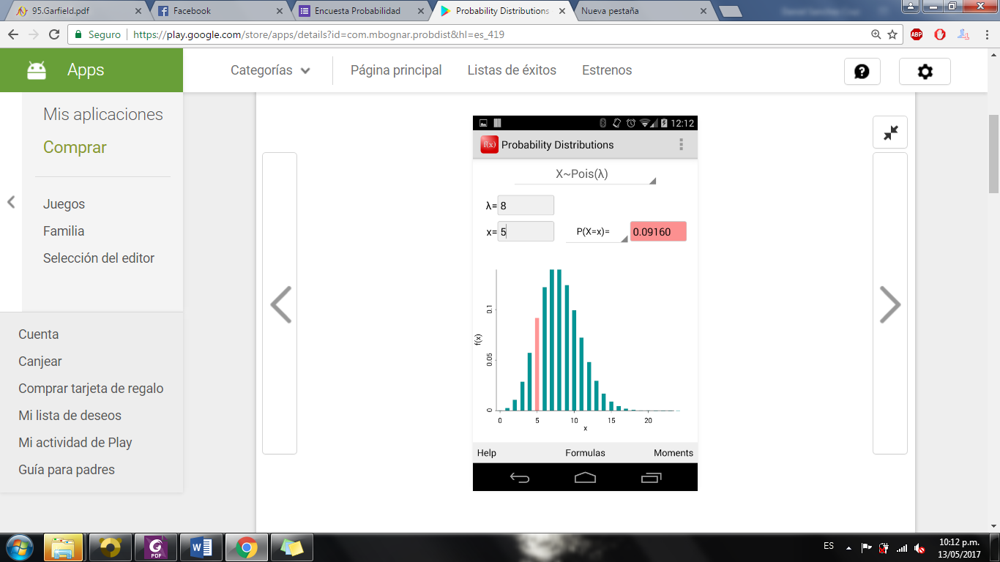 95.Garfield.pdf
Facebook
Encuesta Probabilidad
Probability Distributions
Nueva pestaña
Seguro
https://play.google.com/store/apps/details?id=com.mbognar.probdist&hl=es_419
ABP
Apps
Categorías
Página principal
Listas de éxitos
Estrenos
Mis aplicaciones
Comprar
Juegos
Familia
Selección del editor
Cuenta
Canjear
Comprar tarjeta de regalo
Mi lista de deseos
Mi actividad de Play
Guía para padres
12:12
f(x) Probability Distributions
X~Pois(λ)
λ= 8
x= 5 P(X=x)= 0.09160
0.1
0.05
0
f(x)
0 5 10 15 20
x
Help Formulas Moments
PDF
ES
10:12 p.m.
13/05/2017